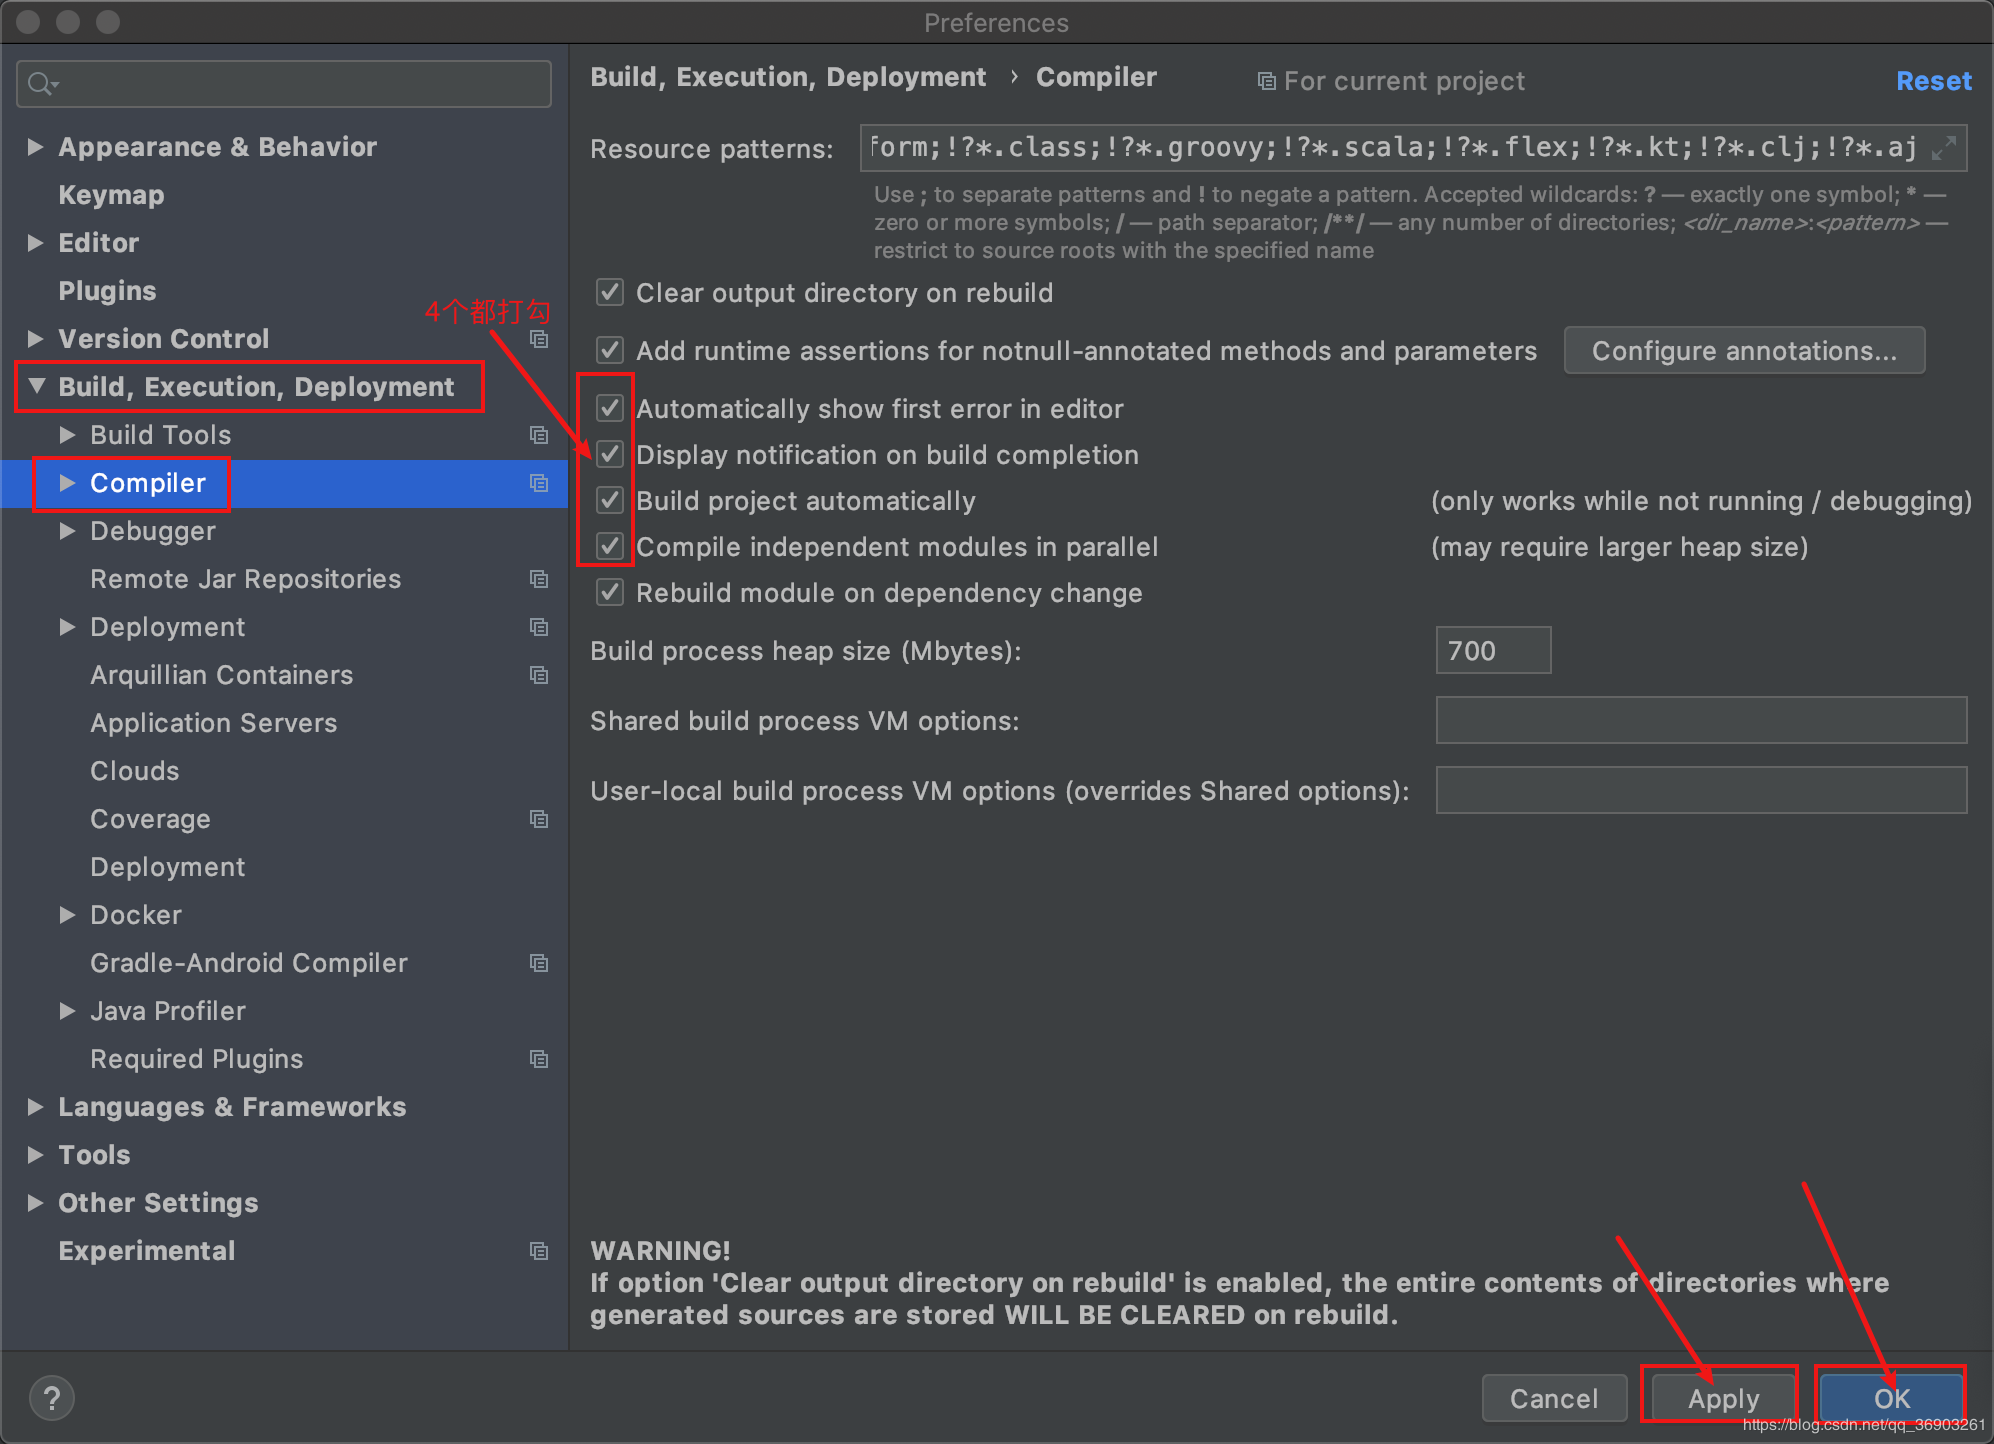 Preferences
Build, Execution, Deployment › Compiler
For current project
Reset
Appearance & Behavior
Keymap
Editor
Plugins
Version Control
Build, Execution, Deployment
Build Tools
Compiler
Debugger
Remote Jar Repositories
Deployment
Arquillian Containers
Application Servers
Clouds
Coverage
Deployment
Docker
Gradle-Android Compiler
Java Profiler
Required Plugins
Languages & Frameworks
Tools
Other Settings
Experimental
4个都打勾
Resource patterns:
form;!?*.class;!?*.groovy;!?*.scala;!?*.flex;!?*.kt;!?*.clj;!?*.aj
Use ; to separate patterns and ! to negate a pattern. Accepted wildcards: ? — exactly one symbol; * —
zero or more symbols; / — path separator; /**/ — any number of directories; <dir_name>:<pattern> —
restrict to source roots with the specified name
Clear output directory on rebuild
Add runtime assertions for notnull-annotated methods and parameters
Configure annotations...
Automatically show first error in editor
Display notification on build completion
Build project automatically (only works while not running / debugging)
Compile independent modules in parallel (may require larger heap size)
Rebuild module on dependency change
Build process heap size (Mbytes): 700
Shared build process VM options:
User-local build process VM options (overrides Shared options):
WARNING!
If option 'Clear output directory on rebuild' is enabled, the entire contents of directories where
generated sources are stored WILL BE CLEARED on rebuild.
?
Cancel
Apply
OK
https://blog.csdn.net/qq_36903261